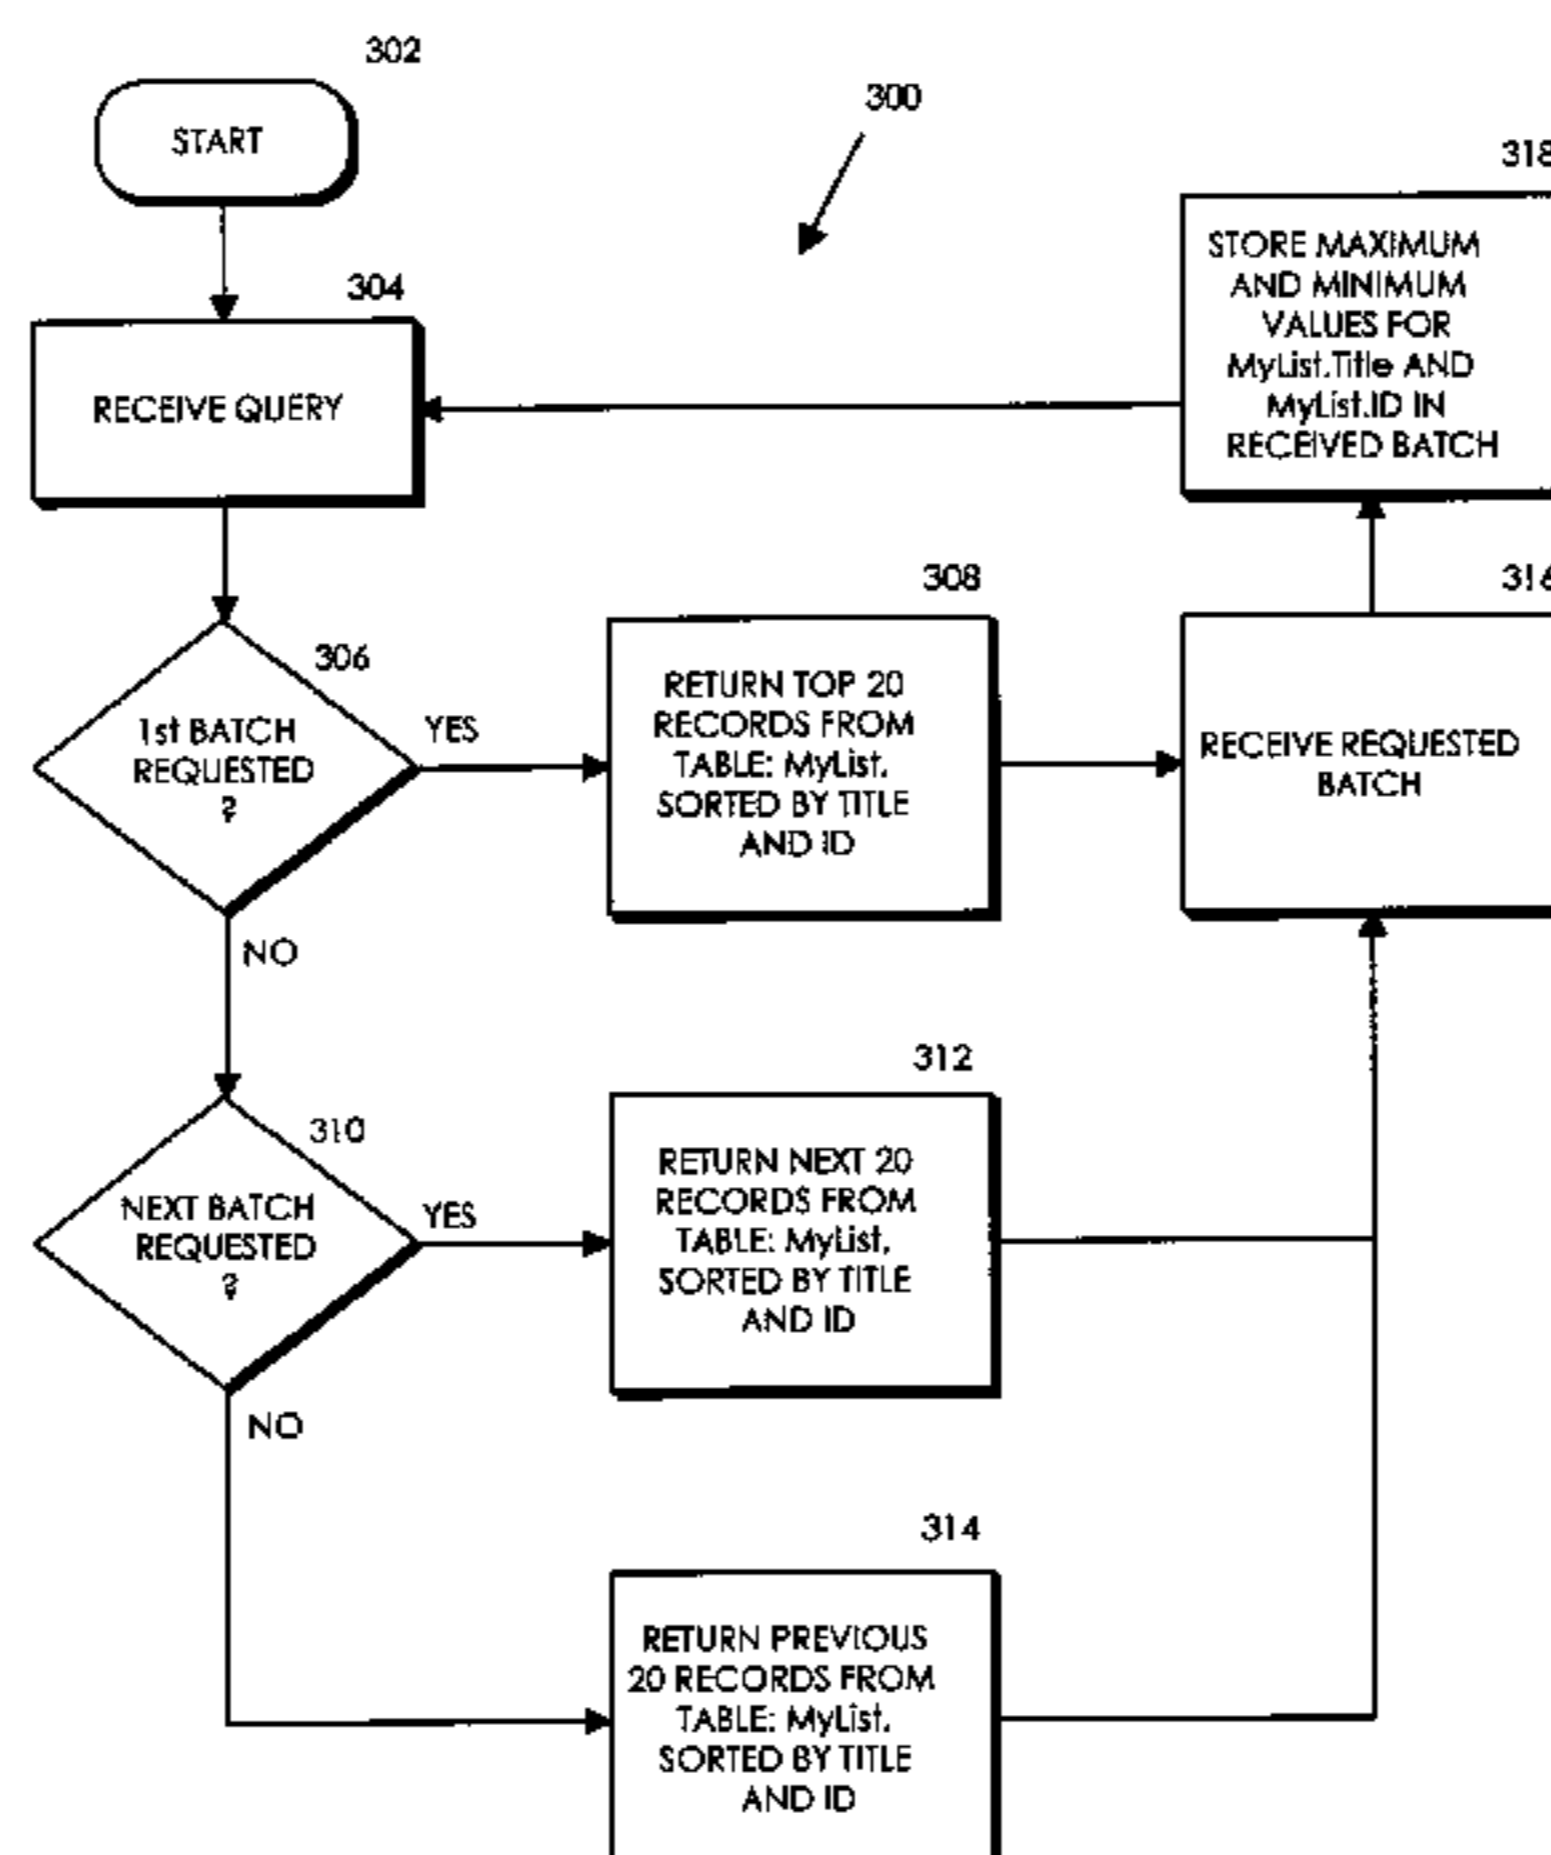 302
START
300
304
RECEIVE QUERY
318
STORE MAXIMUM
AND MINIMUM
VALUES FOR
MyList.Title AND
MyList.ID IN
RECEIVED BATCH
306
1st BATCH
REQUESTED
?
YES
NO
308
RETURN TOP 20
RECORDS FROM
TABLE: MyList,
SORTED BY TITLE
AND ID
316
RECEIVE REQUESTED
BATCH
310
NEXT BATCH
REQUESTED
?
YES
NO
312
RETURN NEXT 20
RECORDS FROM
TABLE: MyList,
SORTED BY TITLE
AND ID
314
RETURN PREVIOUS
20 RECORDS FROM
TABLE: MyList,
SORTED BY TITLE
AND ID